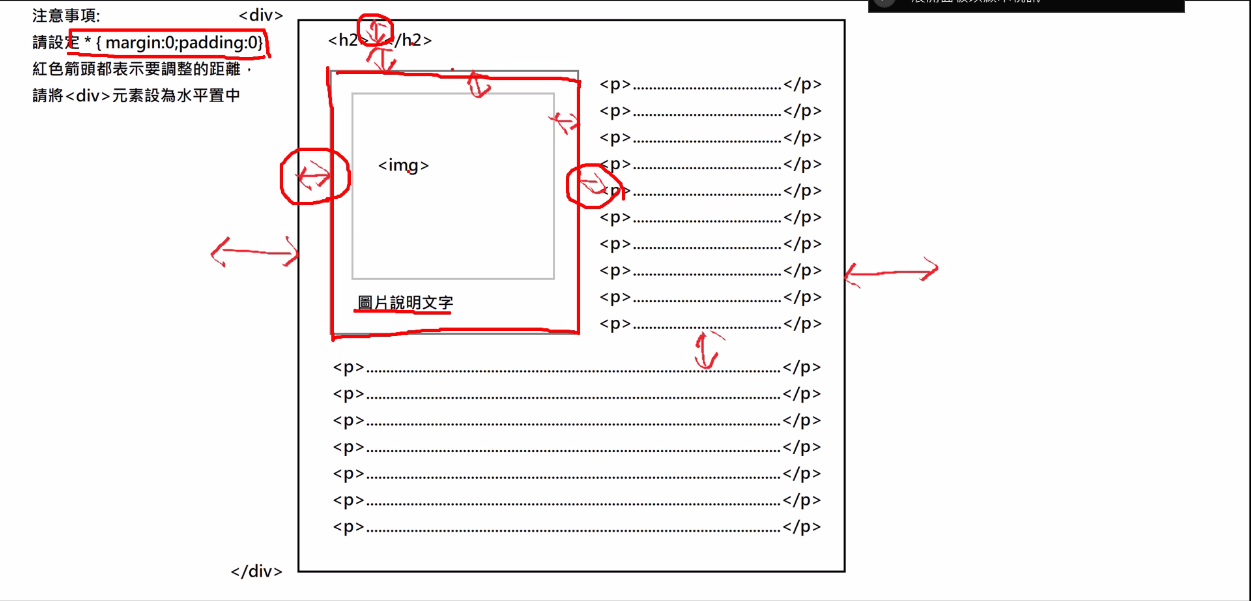 注意事項:
請設定 * { margin:0;padding:0}
紅色箭頭都表示要調整的距離，
請將<div>元素設為水平置中
<div>
<h2> </h2>
<img>
圖片說明文字
<p>.................................</p>
<p>.................................</p>
<p>.................................</p>
<p>.................................</p>
<p>.................................</p>
<p>.................................</p>
<p>.................................</p>
<p>.................................</p>
<p>.................................</p>
<p>.................................</p>
<p>............................................................................................</p>
<p>............................................................................................</p>
<p>............................................................................................</p>
<p>............................................................................................</p>
<p>............................................................................................</p>
<p>............................................................................................</p>
<p>............................................................................................</p>
</div>